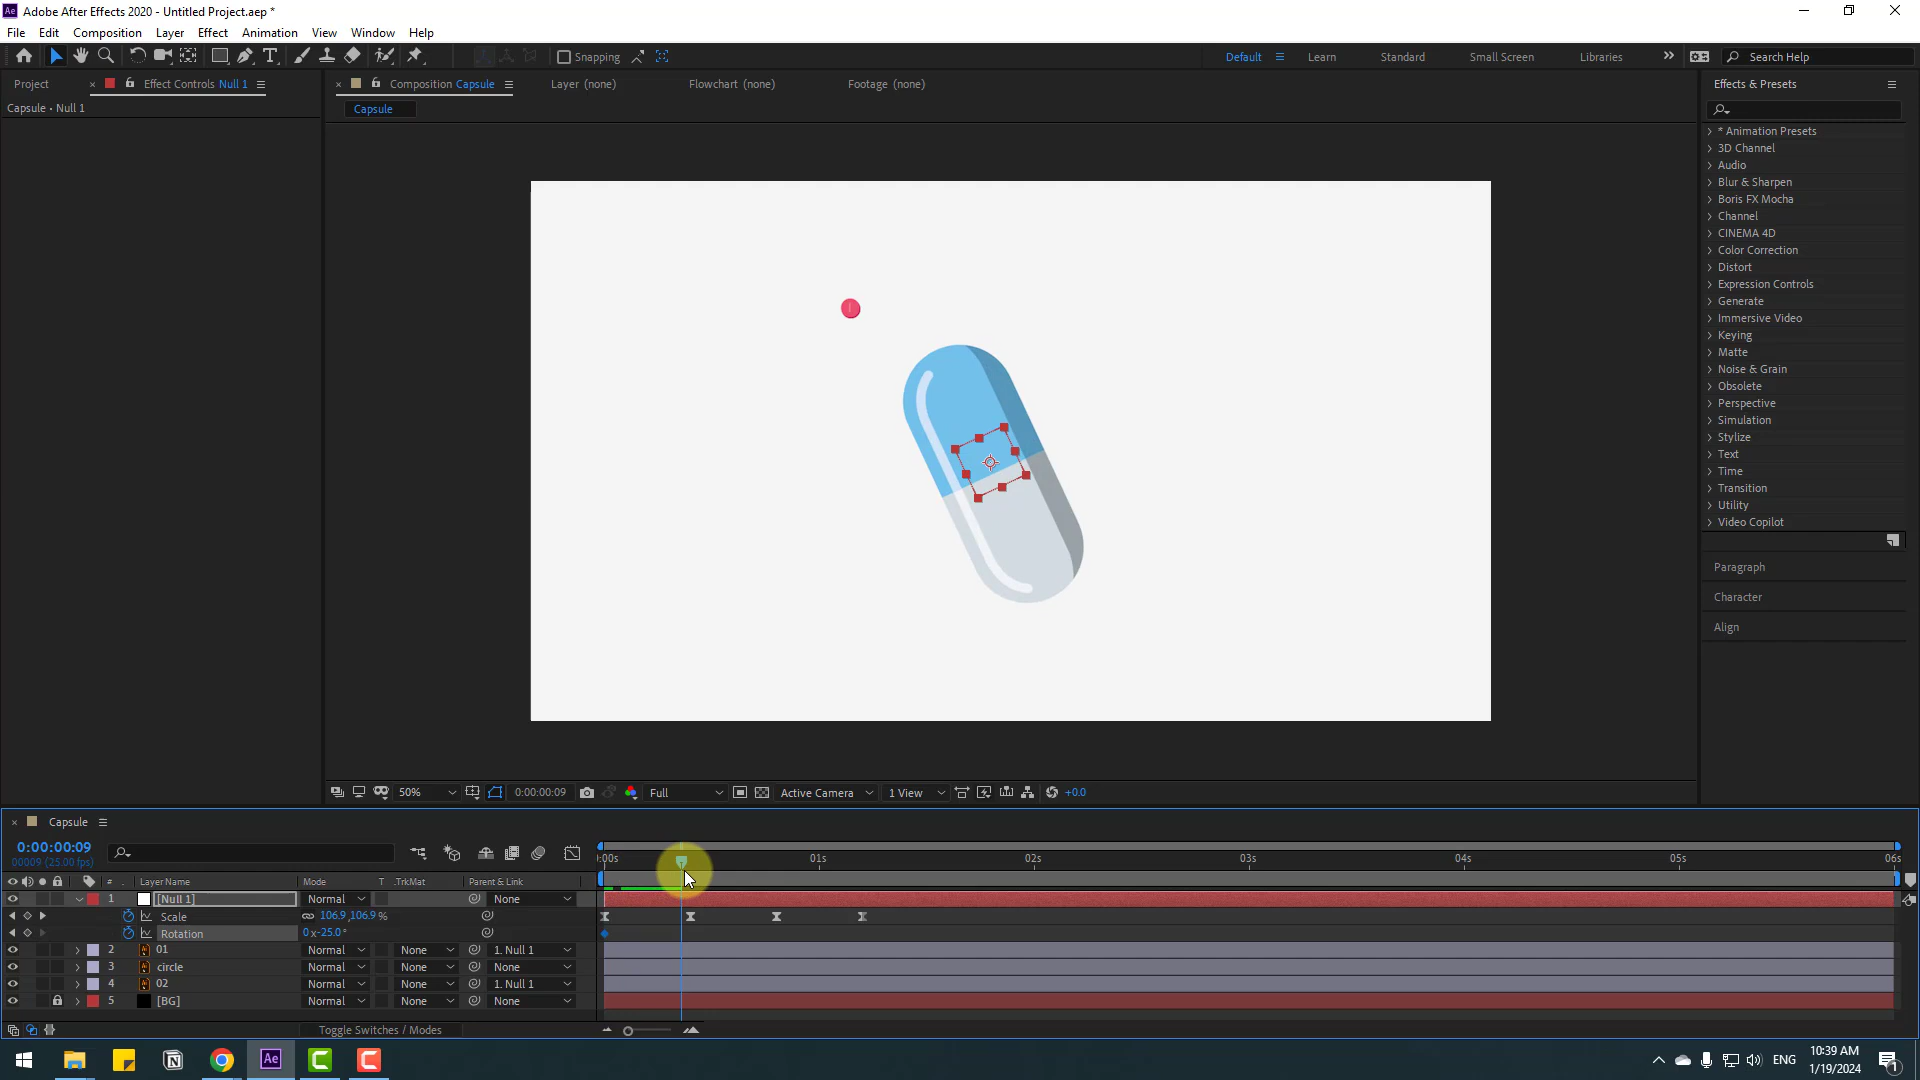 Adobe After Effects 2020 - Untitled Project.aep *
File Edit Composition Layer Effect Animation View Window Help
Snapping
Default Learn Standard Small Screen Libraries Search Help
Project Effect Controls Null 1
Capsule • Null 1
Composition Capsule Layer (none) Flowchart (none) Footage (none)
Capsule
Effects & Presets
* Animation Presets
3D Channel
Audio
Blur & Sharpen
Boris FX Mocha
Channel
CINEMA 4D
Color Correction
Distort
Expression Controls
Generate
Immersive Video
Keying
Matte
Noise & Grain
Obsolete
Perspective
Simulation
Stylize
Text
Time
Transition
Utility
Video Copilot
Paragraph
Character
Align
50% 0:00:00:09 Full Active Camera 1 View +0.0
Capsule
0:00:00:09
00009 (25.00 fps)
:00s 01s 02s 03s 04s 05s 06s
# Layer Name Mode T .TrkMat Parent & Link
1 [Null 1] Normal None
Scale 106.9,106.9 %
Rotation 0x-25.0°
2 01 Normal None 1. Null 1
3 circle Normal None None
4 02 Normal None 1. Null 1
5 [BG] Normal None None
Toggle Switches / Modes
ENG
10:39 AM
1/19/2024